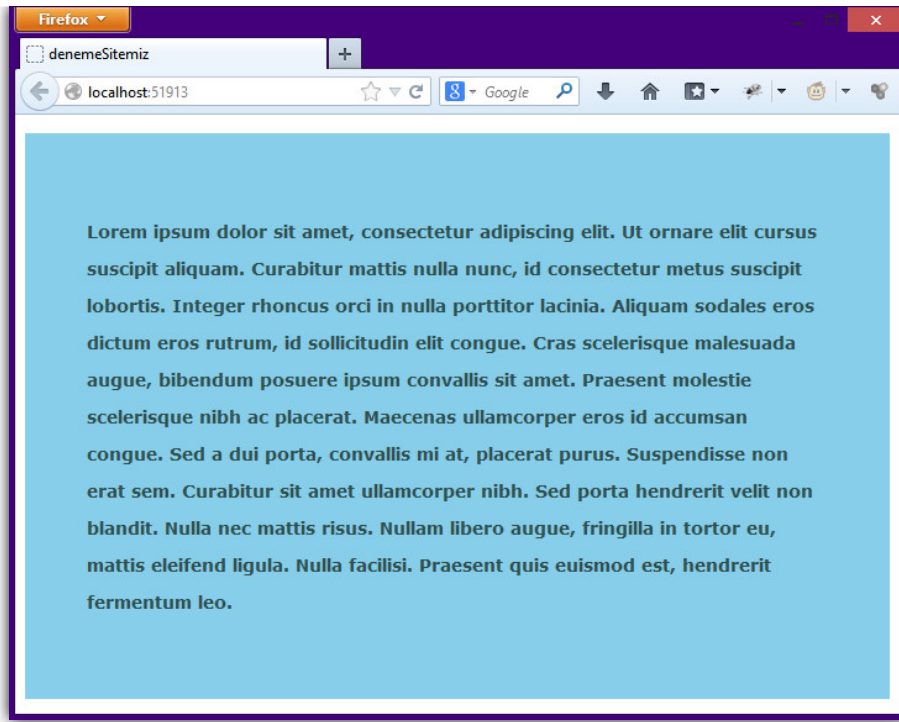 Firefox
denemeSitemiz
localhost:51913
8 Google
Lorem ipsum dolor sit amet, consectetur adipiscing elit. Ut ornare elit cursus
suscipit aliquam. Curabitur mattis nulla nunc, id consectetur metus suscipit
lobortis. Integer rhoncus orci in nulla porttitor lacinia. Aliquam sodales eros
dictum eros rutrum, id sollicitudin elit congue. Cras scelerisque malesuada
augue, bibendum posuere ipsum convallis sit amet. Praesent molestie
scelerisque nibh ac placerat. Maecenas ullamcorper eros id accumsan
congue. Sed a dui porta, convallis mi at, placerat purus. Suspendisse non
erat sem. Curabitur sit amet ullamcorper nibh. Sed porta hendrerit velit non
blandit. Nulla nec mattis risus. Nullam libero augue, fringilla in tortor eu,
mattis eleifend ligula. Nulla facilisi. Praesent quis euismod est, hendrerit
fermentum leo.